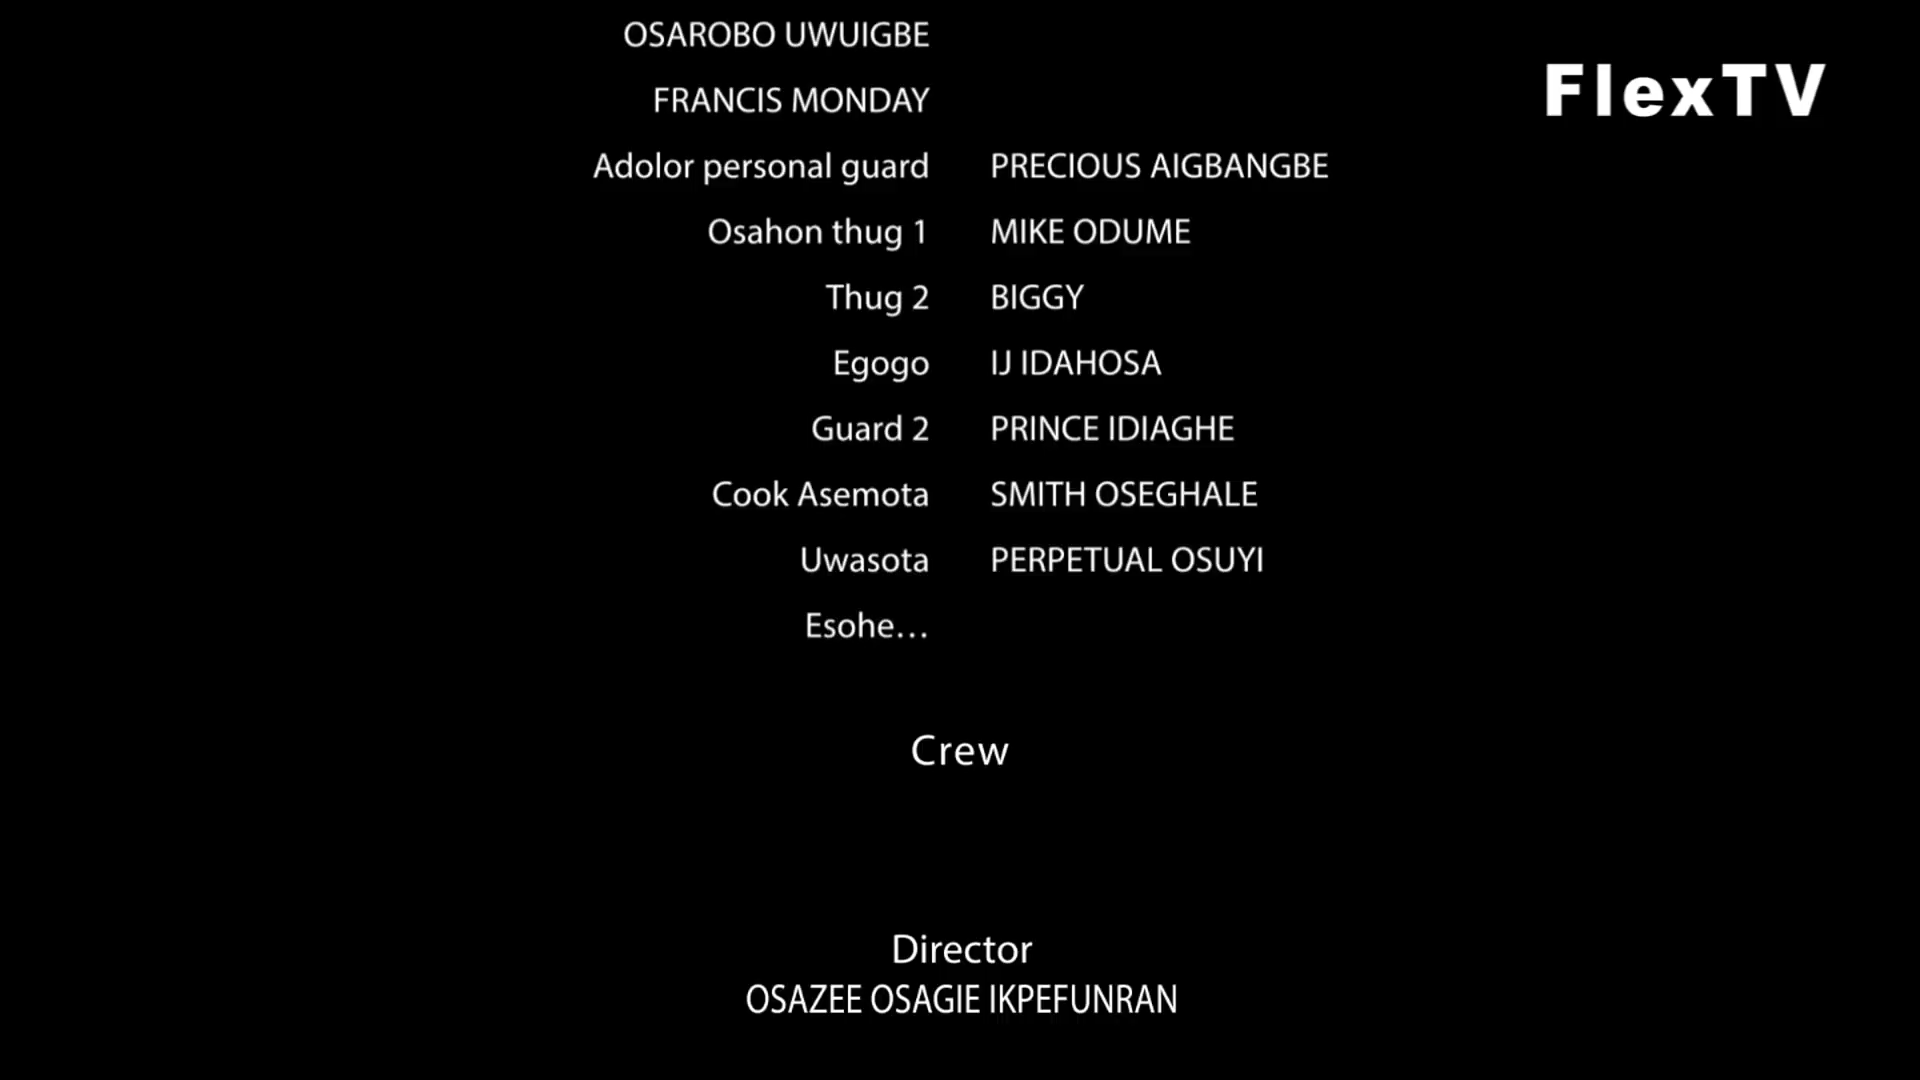 OSAROBO UWUIGBE
FlexTV
FRANCIS MONDAY
Adolor personal guard PRECIOUS AIGBANGBE
Osahon thug 1 MIKE ODUME
Thug 2 BIGGY
Egogo IJ IDAHOSA
Guard 2 PRINCE IDIAGHE
Cook Asemota SMITH OSEGHALE
Uwasota PERPETUAL OSUYI
Esohe…
Crew
Director
OSAZEE OSAGIE IKPEFUNRAN